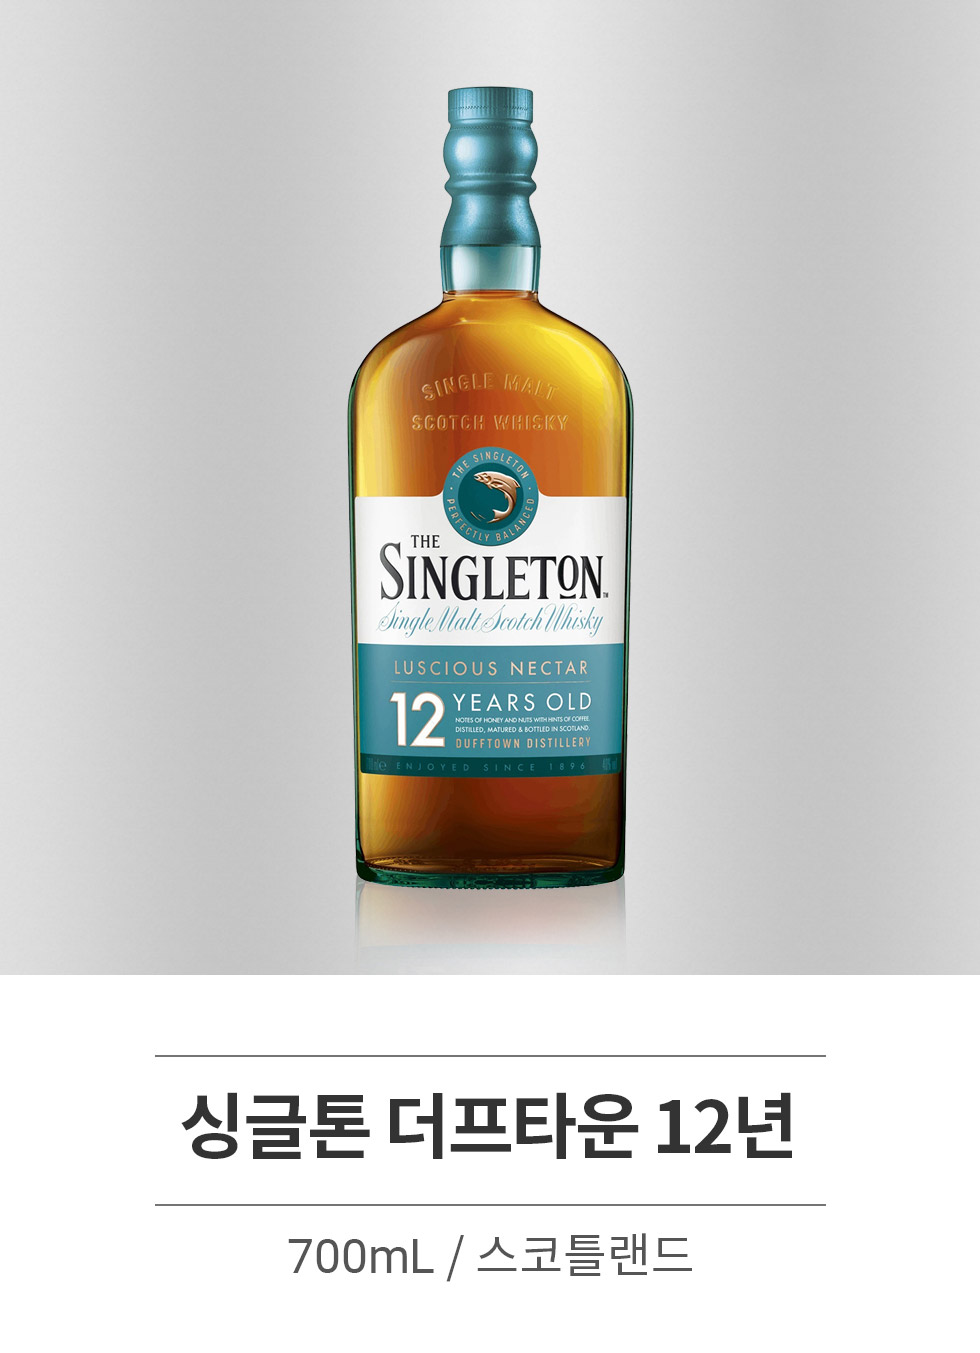 SINGLE MALT
SCOTCH WHISKY
THE SINGLETON
PERFECTLY BALANCED
THE
SINGLETON™
Single Malt Scotch Whisky
LUSCIOUS NECTAR
12 YEARS OLD
NOTES OF HONEY AND NUTS WITH HINTS OF COFFEE.
DISTILLED, MATURED & BOTTLED IN SCOTLAND.
DUFFTOWN DISTILLERY
ENJOYED SINCE 1896
싱글톤 더프타운 12년
700mL / 스코틀랜드